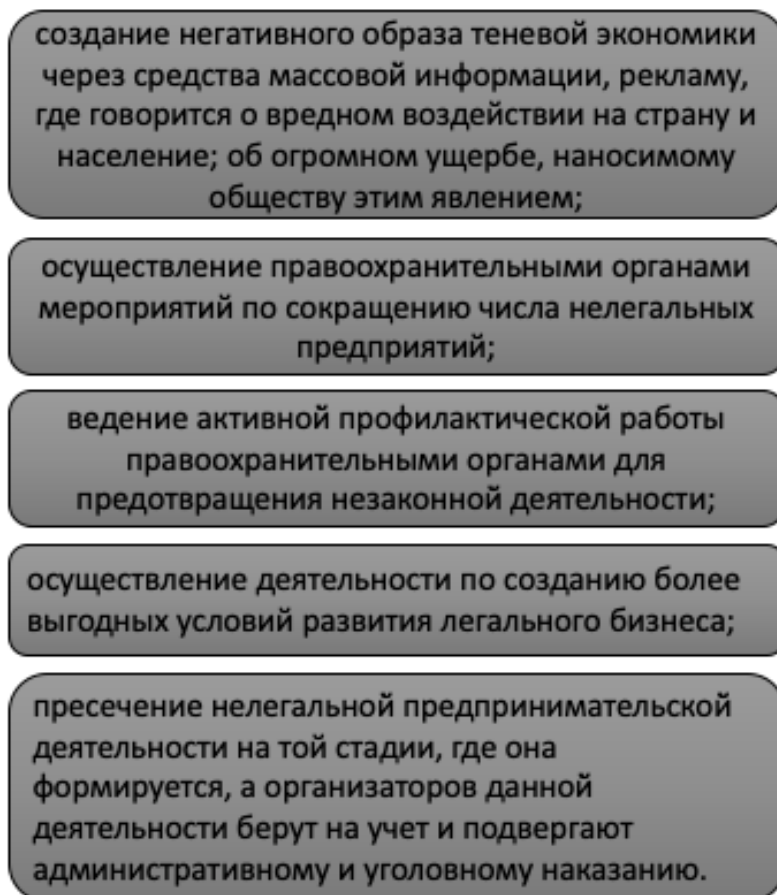 создание негативного образа теневой экономики
через средства массовой информации, рекламу,
где говорится о вредном воздействии на страну и
население; об огромном ущербе, наносимому
обществу этим явлением;
осуществление правоохранительными органами
мероприятий по сокращению числа нелегальных
предприятий;
ведение активной профилактической работы
правоохранительными органами для
предотвращения незаконной деятельности;
осуществление деятельности по созданию более
выгодных условий развития легального бизнеса;
пресечение нелегальной предпринимательской
деятельности на той стадии, где она
формируется, а организаторов данной
деятельности берут на учет и подвергают
административному и уголовному наказанию.